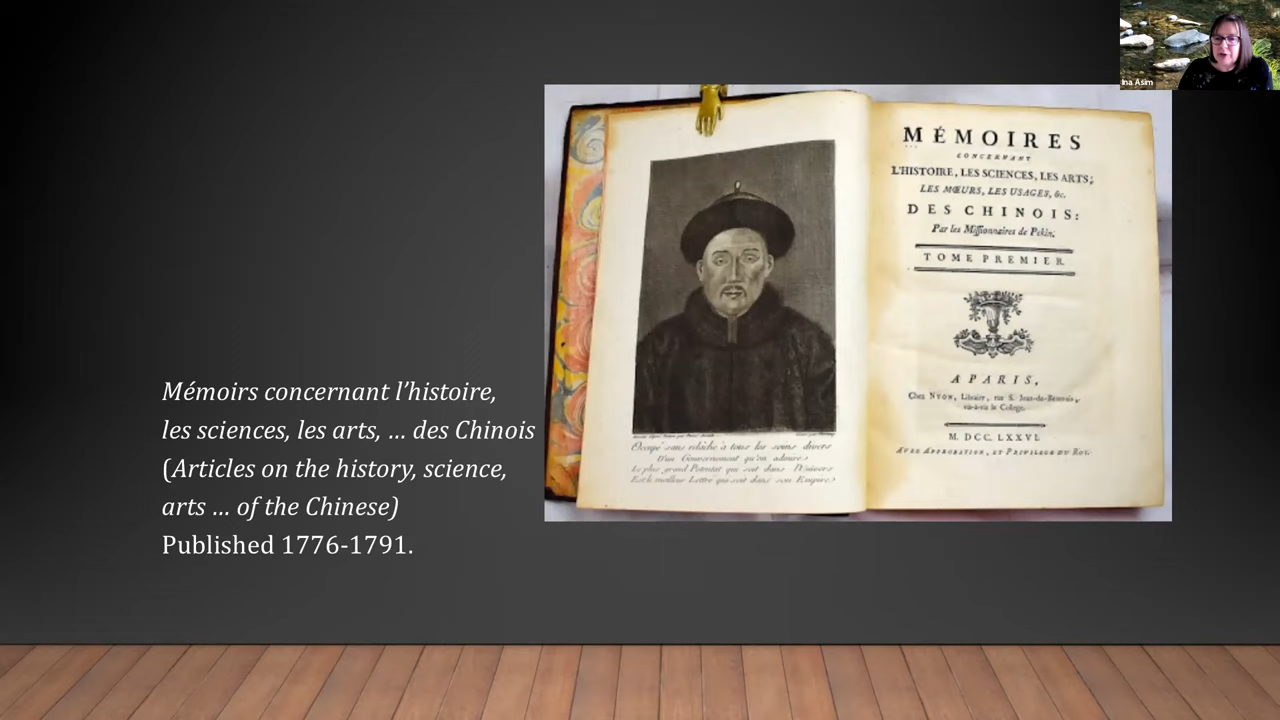 Ina Asim
Mémoirs concernant l’histoire,
les sciences, les arts, … des Chinois
(Articles on the history, science,
arts … of the Chinese)
Published 1776-1791.
Occupé sans relâche à tous les soins divers
D'un Gouvernement qu'on admire,
Le plus grand Potentat qui soit dans l'Univers
Est le meilleur Lettré qui soit dans son Empire.
MÉMOIRES
CONCERNANT
L'HISTOIRE, LES SCIENCES, LES ARTS,
LES MŒURS, LES USAGES, &c.
DES CHINOIS:
Par les Missionnaires de Pekin.
TOME PREMIER.
A PARIS,
Chez NYON, Libraire, rue S. Jean-de-Beauvais,
vis-à-vis le College.
M. DCC. LXXVI.
AVEC APPROBATION, ET PRIVILEGE DU ROI.